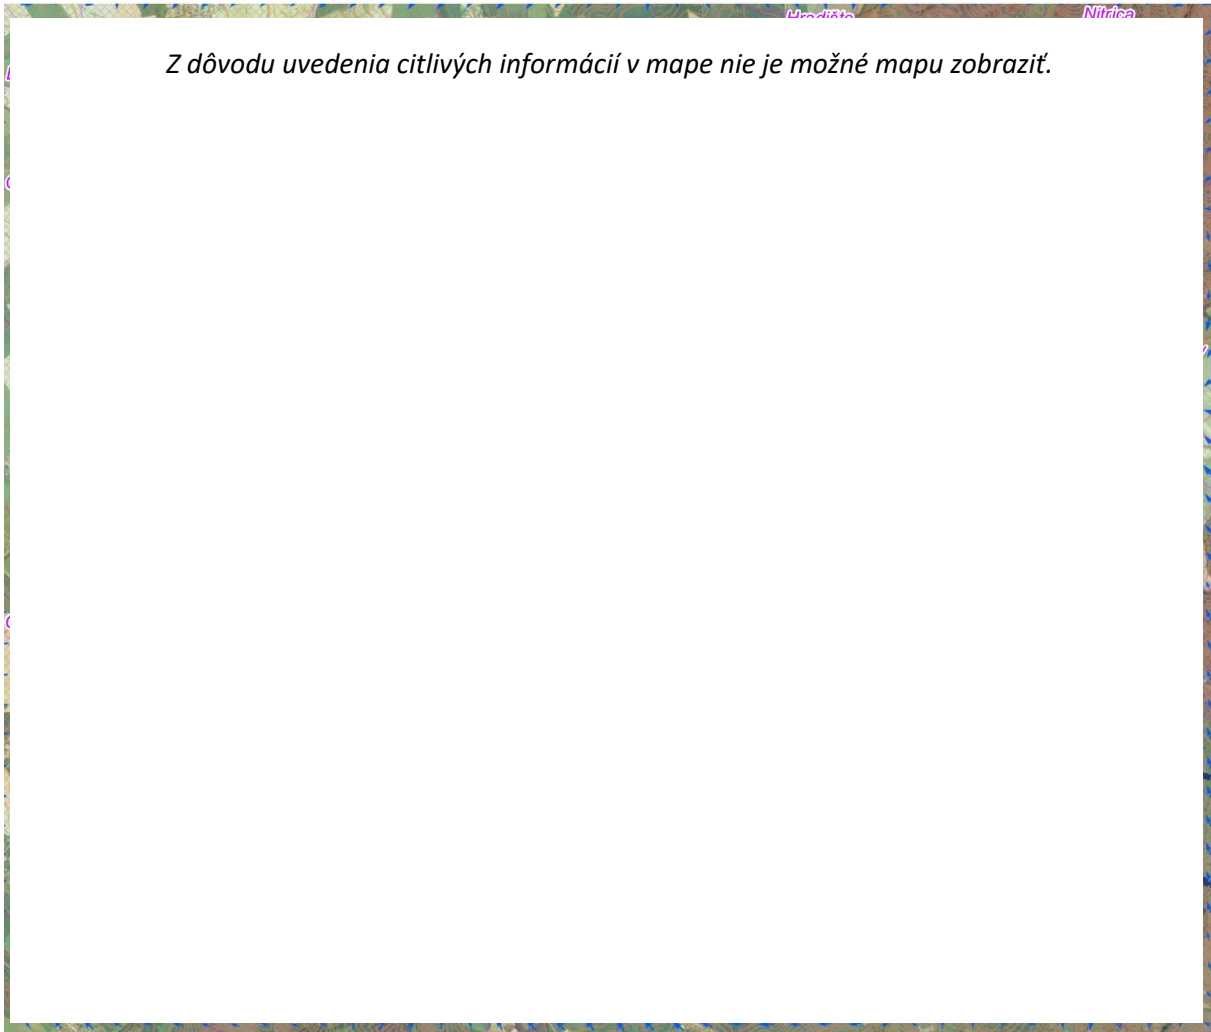 Hradište
Nitrica
Z dôvodu uvedenia citlivých informácií v mape nie je možné mapu zobraziť.